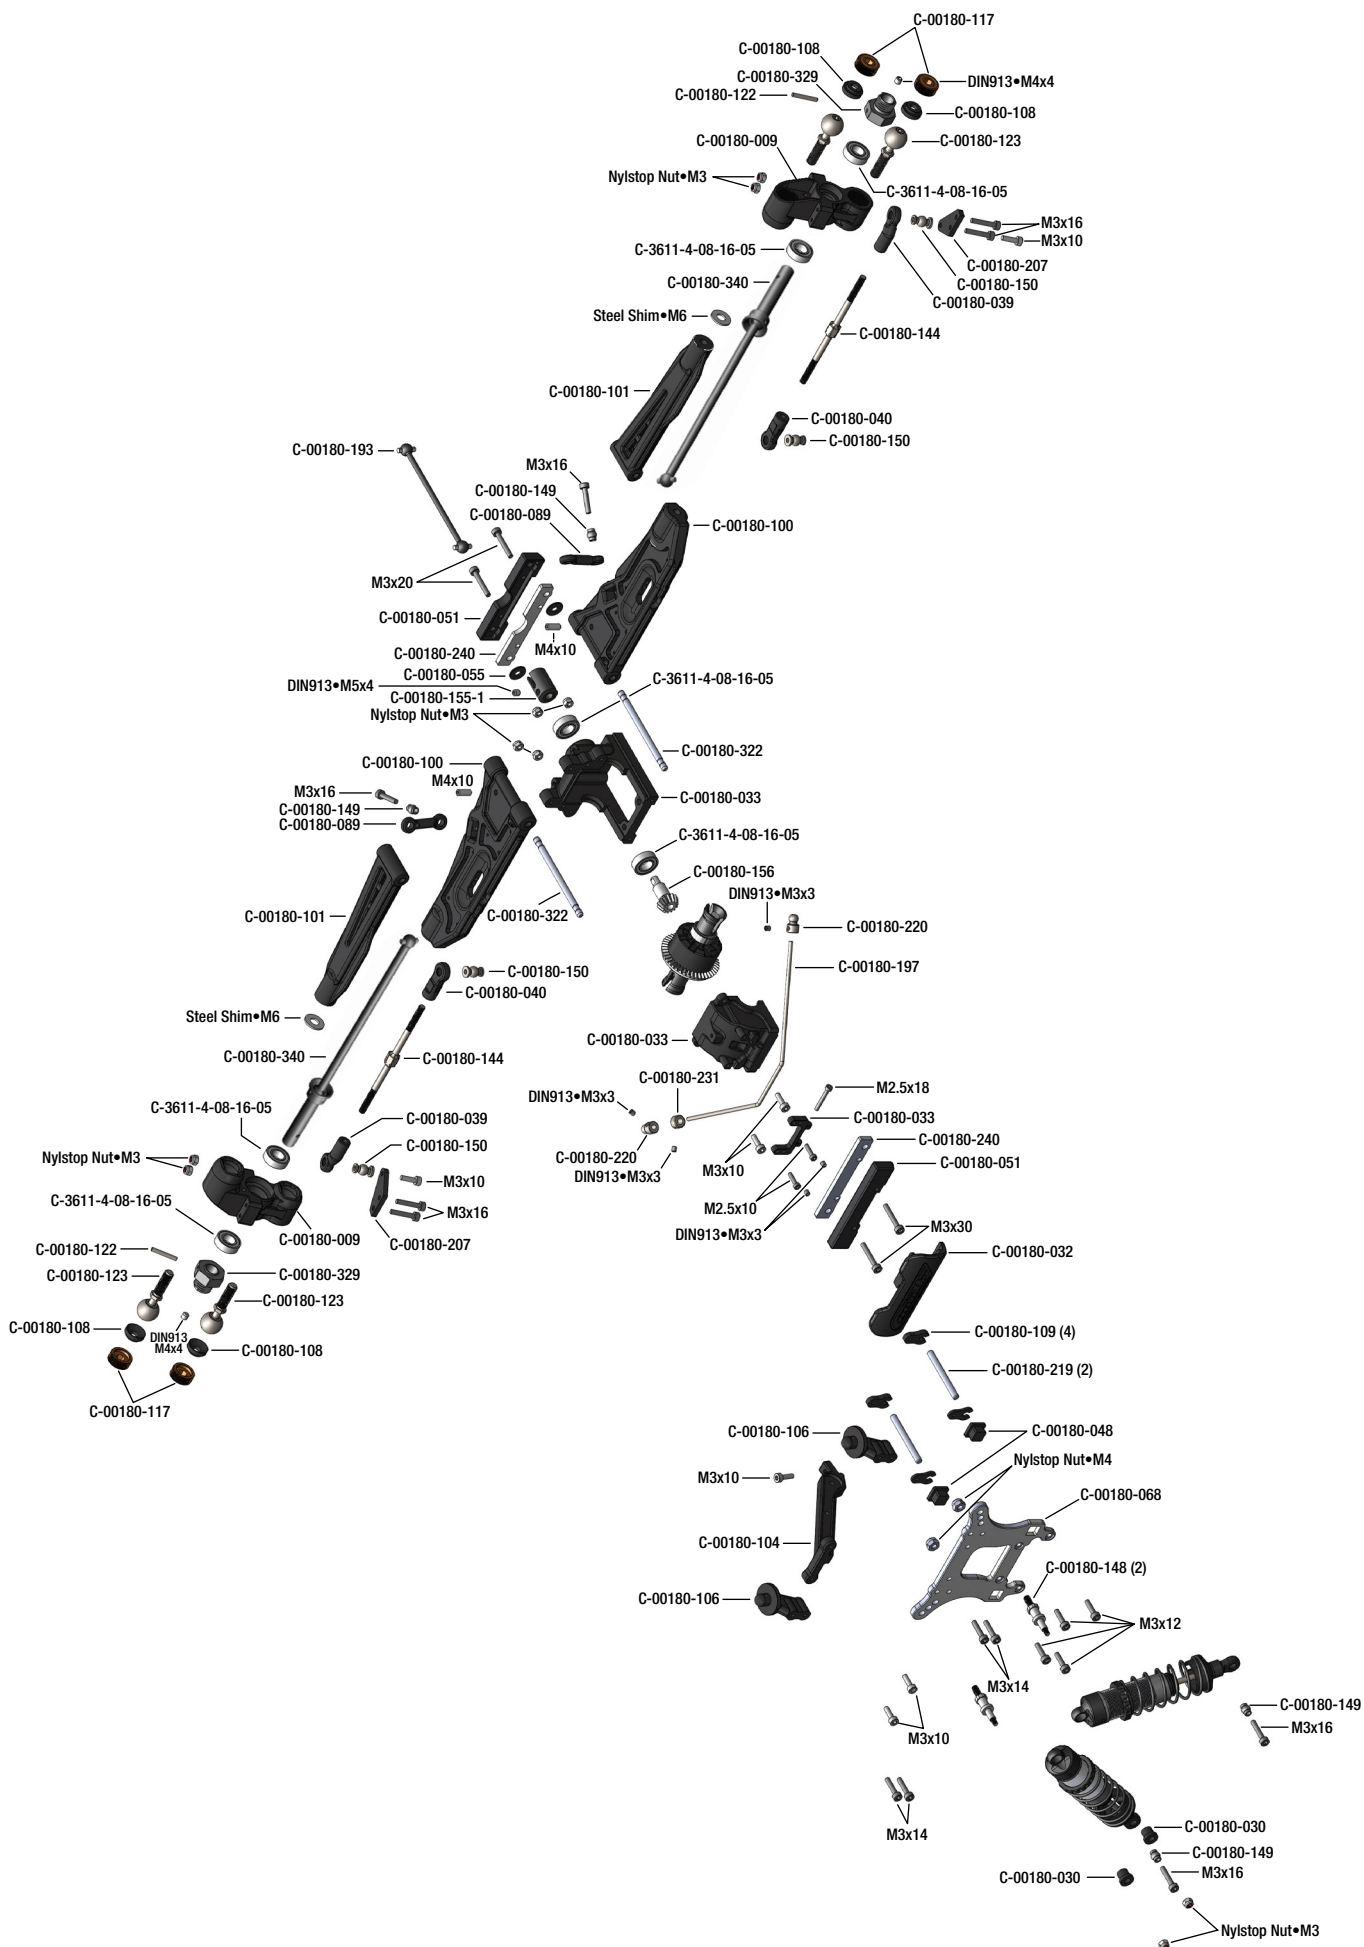 C-00180-117
C-00180-108
C-00180-329
DIN913•M4x4
C-00180-122
C-00180-108
C-00180-009
C-00180-123
Nylstop Nut•M3
C-3611-4-08-16-05
M3x16
M3x10
C-3611-4-08-16-05
C-00180-207
C-00180-340
C-00180-150
C-00180-039
Steel Shim•M6
C-00180-144
C-00180-101
C-00180-040
C-00180-150
C-00180-193
M3x16
C-00180-149
C-00180-089
C-00180-100
M3x20
C-00180-051
C-00180-240
M4x10
C-00180-055
C-3611-4-08-16-05
DIN913•M5x4
C-00180-155-1
Nylstop Nut•M3
C-00180-322
C-00180-100
M4x10
M3x16
C-00180-033
C-00180-149
C-00180-089
C-3611-4-08-16-05
C-00180-156
DIN913•M3x3
C-00180-101
C-00180-322
C-00180-220
C-00180-197
C-00180-150
C-00180-040
Steel Shim•M6
C-00180-033
C-00180-340
C-00180-144
C-00180-231
M2.5x18
DIN913•M3x3
C-3611-4-08-16-05
C-00180-039
C-00180-033
C-00180-240
C-00180-150
Nylstop Nut•M3
C-00180-220
M3x10
C-00180-051
DIN913•M3x3
M3x10
C-3611-4-08-16-05
M2.5x10
M3x16
M3x30
DIN913•M3x3
C-00180-009
C-00180-207
C-00180-122
C-00180-032
C-00180-123
C-00180-329
C-00180-123
C-00180-108
DIN913
M4x4
C-00180-108
C-00180-109 (4)
C-00180-219 (2)
C-00180-117
C-00180-106
C-00180-048
Nylstop Nut•M4
M3x10
C-00180-068
C-00180-104
C-00180-148 (2)
C-00180-106
M3x12
M3x14
C-00180-149
M3x16
M3x10
M3x14
C-00180-030
C-00180-149
C-00180-030
M3x16
Nylstop Nut•M3